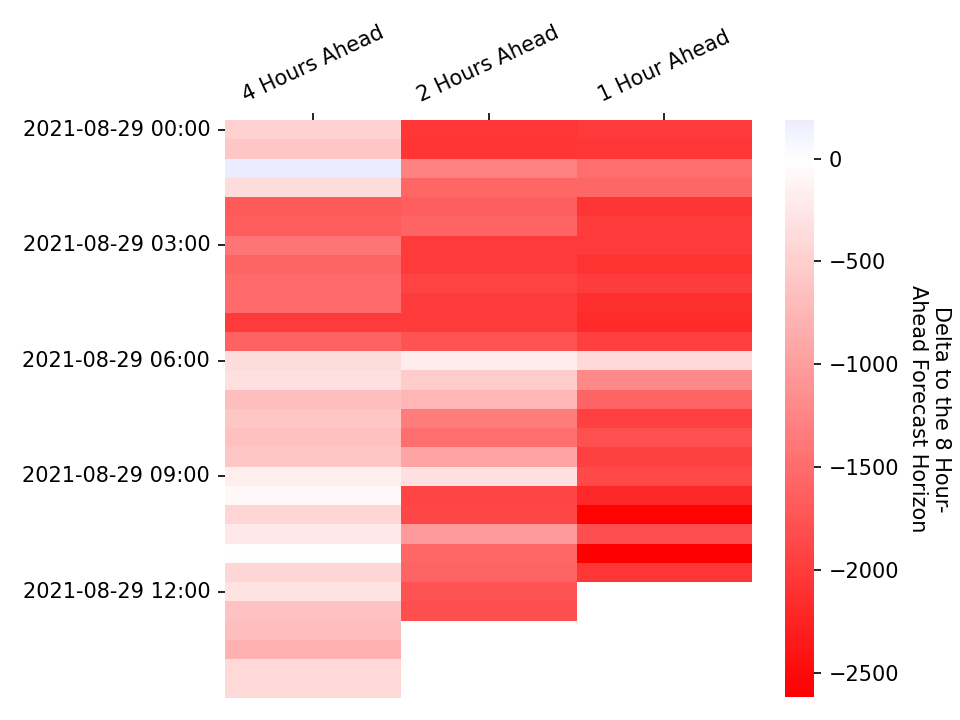 4 Hours Ahead
2 Hours Ahead
1 Hour Ahead
2021-08-29 00:00
2021-08-29 03:00
2021-08-29 06:00
2021-08-29 09:00
2021-08-29 12:00
0
−500
−1000
−1500
−2000
−2500
Delta to the 8 Hour-
Ahead Forecast Horizon